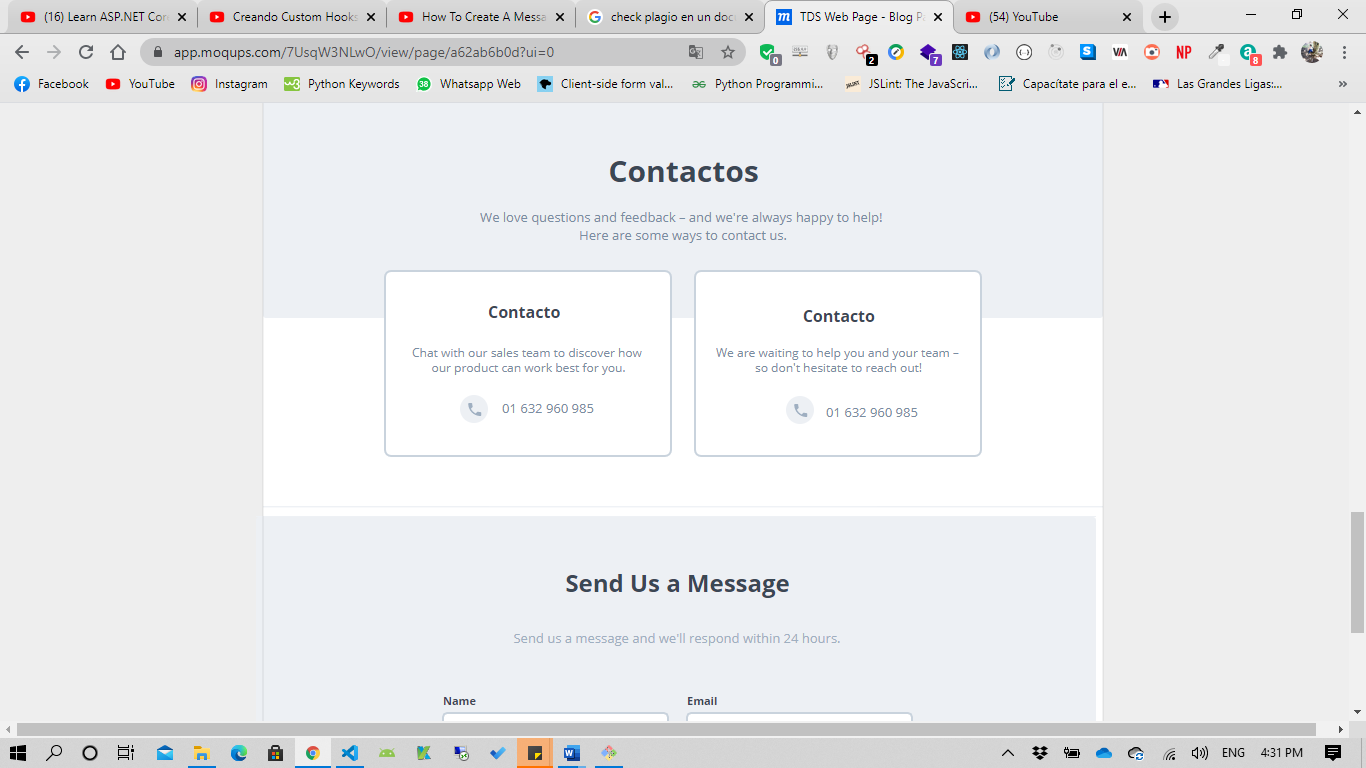 (16) Learn ASP.NET Cor
Creando Custom Hooks
How To Create A Messa
check plagio en un doc
TDS Web Page - Blog P
(54) YouTube
app.moqups.com/7UsqW3NLwO/view/page/a62ab6b0d?ui=0
0
2
7
VIA
NP
8
Facebook
YouTube
Instagram
Python Keywords
38
Whatsapp Web
Client-side form val...
Python Programmi...
JSLint: The JavaScri...
Capacítate para el e...
Las Grandes Ligas:...
Contactos
We love questions and feedback – and we're always happy to help!
Here are some ways to contact us.
Contacto
Chat with our sales team to discover how
our product can work best for you.
01 632 960 985
Contacto
We are waiting to help you and your team –
so don't hesitate to reach out!
01 632 960 985
Send Us a Message
Send us a message and we'll respond within 24 hours.
Name
Email
ENG
4:31 PM